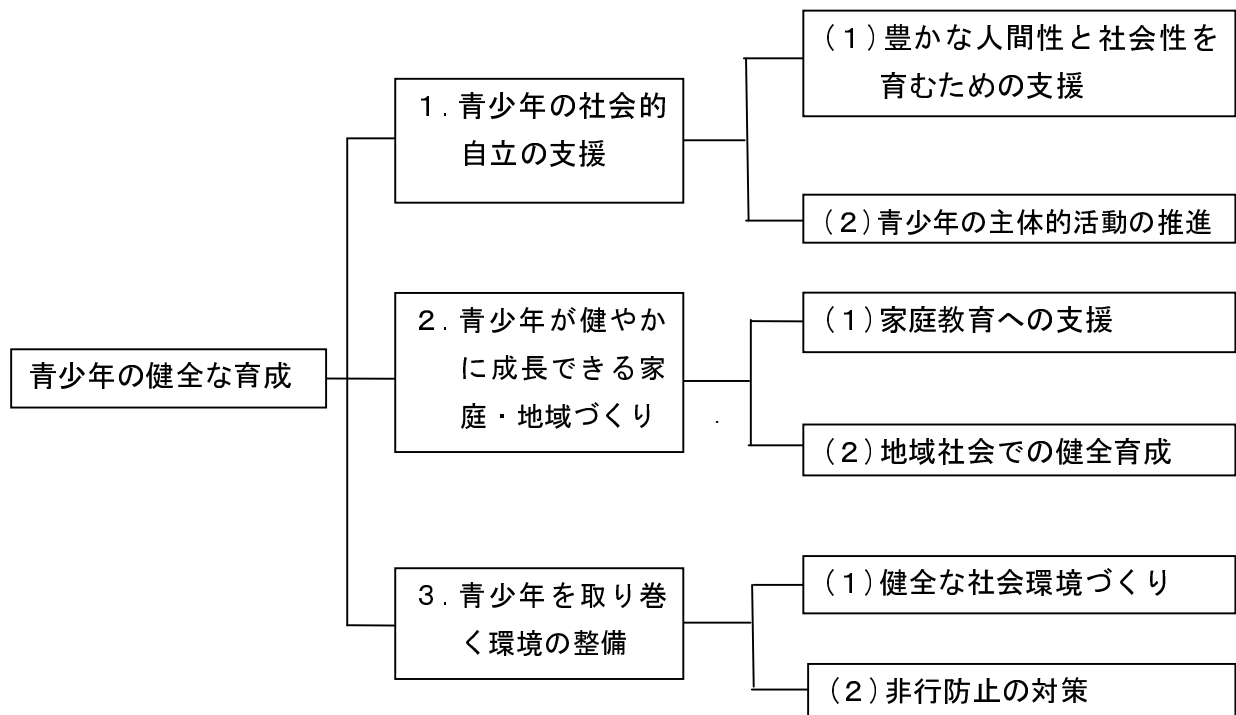 青少年の健全な育成
１．青少年の社会的
自立の支援
（１）豊かな人間性と社会性を
育むための支援
（２）青少年の主体的活動の推進
２．青少年が健やか
に成長できる家
庭・地域づくり
（１）家庭教育への支援
（２）地域社会での健全育成
３．青少年を取り巻
く環境の整備
（１）健全な社会環境づくり
（２）非行防止の対策